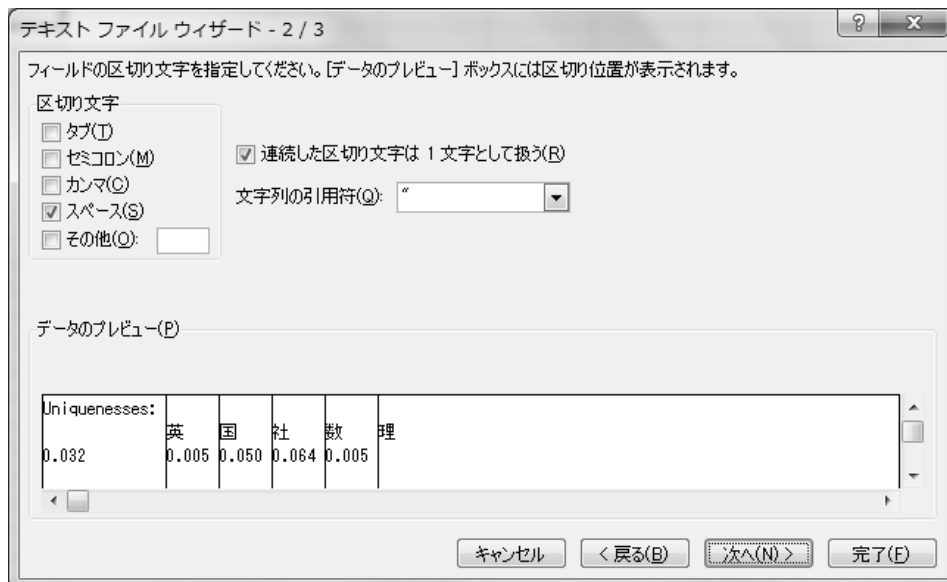 テキスト ファイル ウィザード - 2 / 3
フィールドの区切り文字を指定してください。[データのプレビュー] ボックスには区切り位置が表示されます。
区切り文字
タブ(T)
セミコロン(M)
カンマ(C)
スペース(S)
その他(O):
連続した区切り文字は 1 文字として扱う(R)
文字列の引用符(Q): "
データのプレビュー(P)
Uniquenesses:
英 国 社 数 理
0.032 0.005 0.050 0.064 0.005
キャンセル < 戻る(B) 次へ(N) > 完了(F)